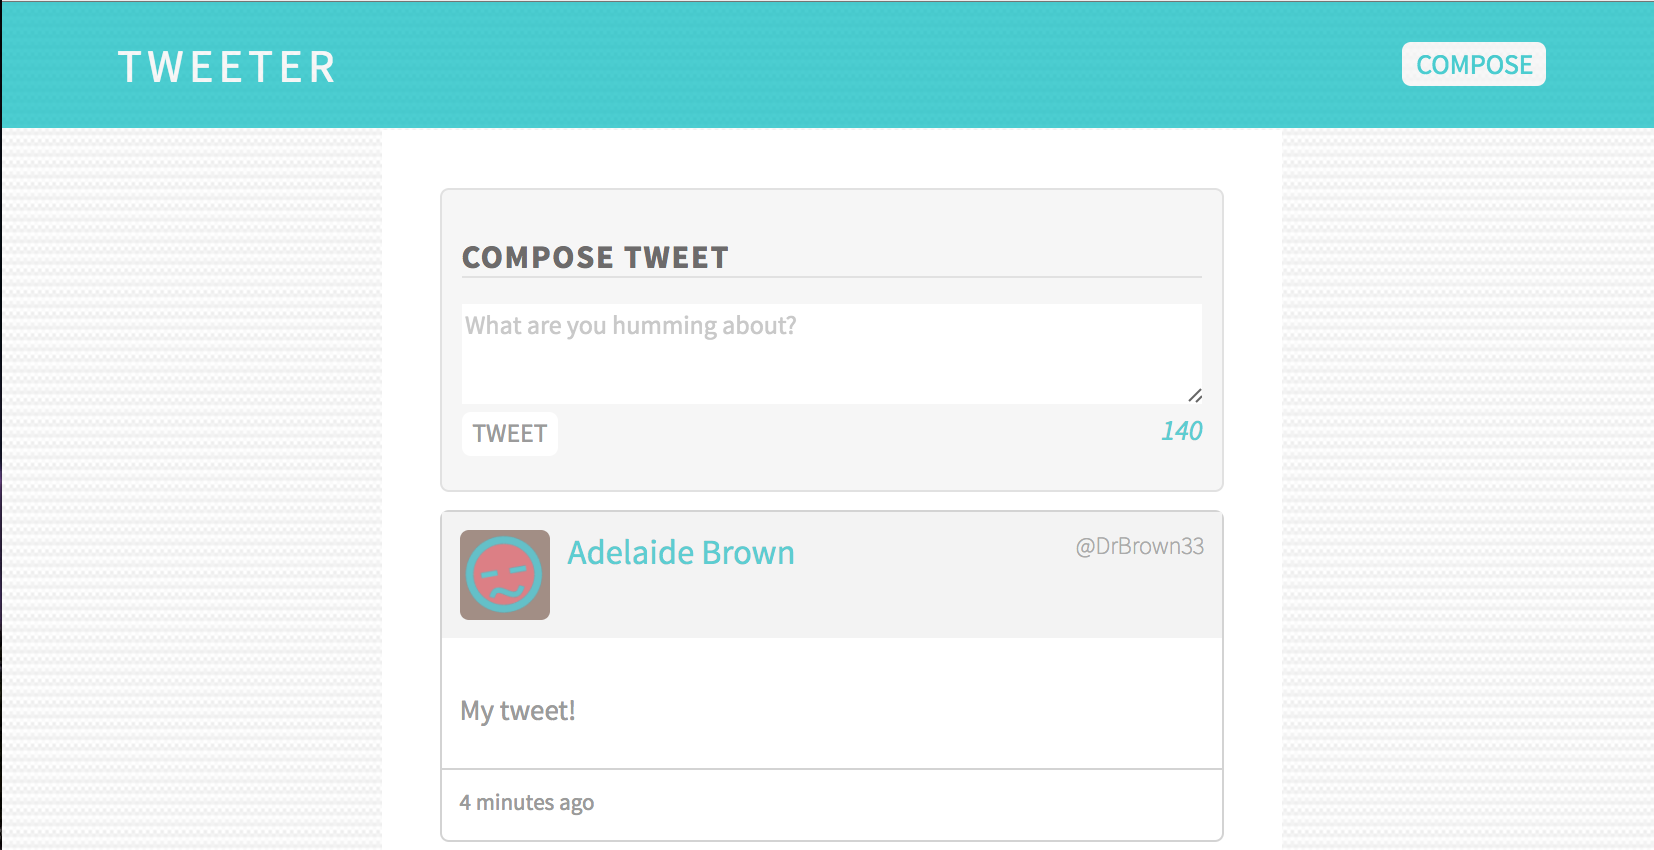 TWEETER
COMPOSE
COMPOSE TWEET
What are you humming about?
TWEET
140
Adelaide Brown
@DrBrown33
My tweet!
4 minutes ago